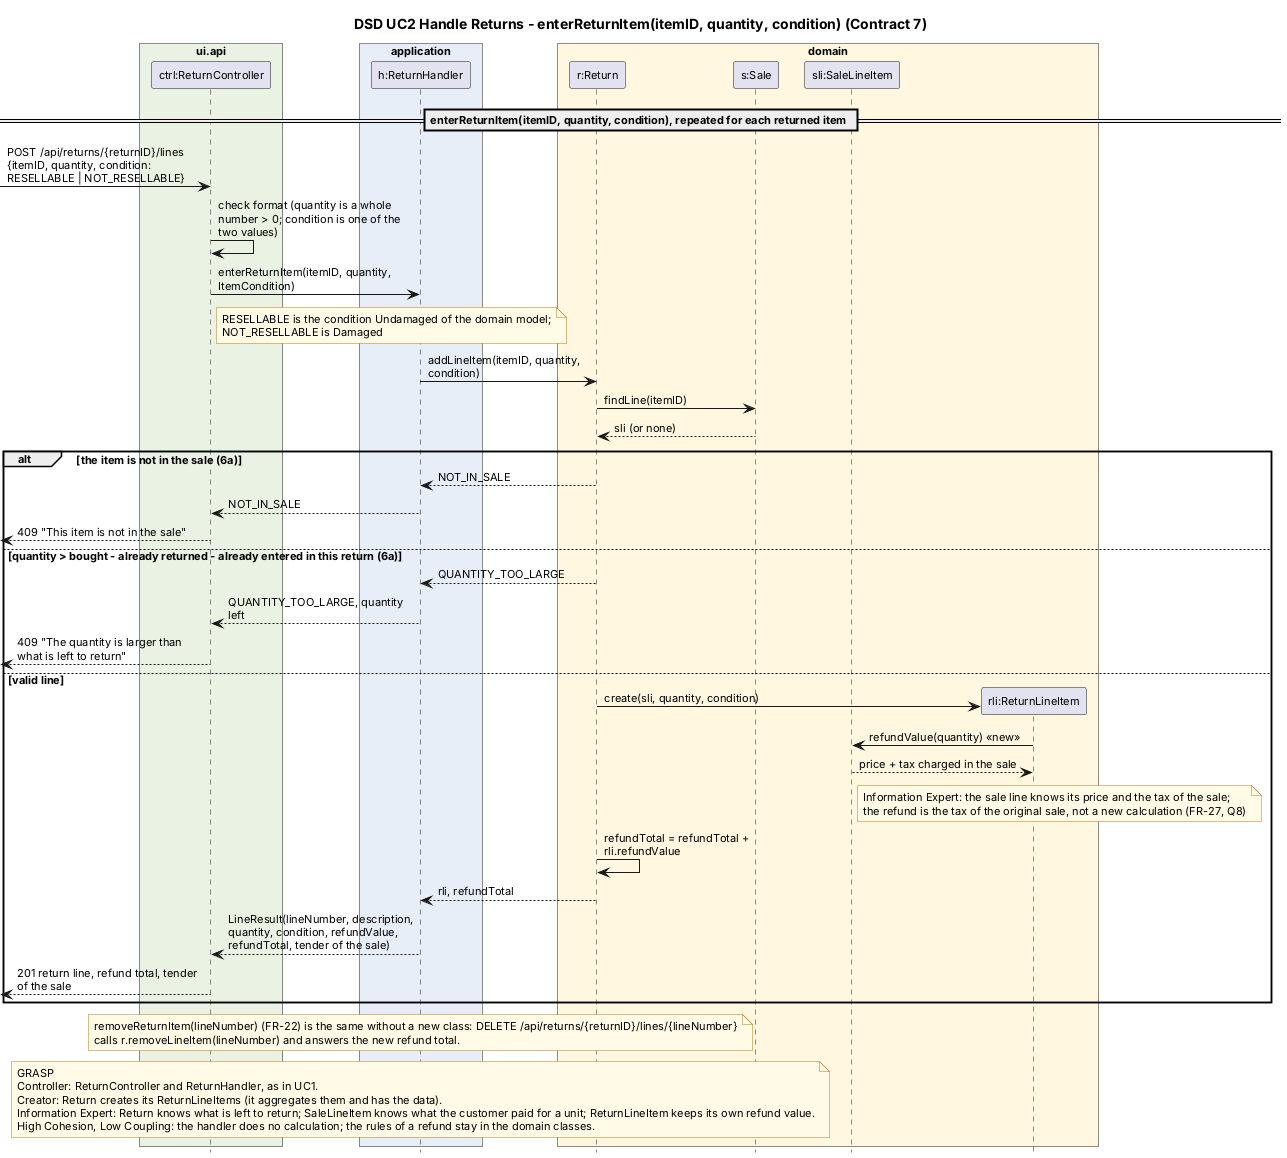 DSD UC2 Handle Returns - enterReturnItem(itemID, quantity, condition) (Contract 7)
ui.api
application
domain
ctrl:ReturnController
h:ReturnHandler
r:Return
s:Sale
sli:SaleLineItem
enterReturnItem(itemID, quantity, condition), repeated for each returned item
POST /api/returns/{returnID}/lines
{itemID, quantity, condition:
RESELLABLE | NOT_RESELLABLE}
check format (quantity is a whole
number > 0; condition is one of the
two values)
enterReturnItem(itemID, quantity,
ItemCondition)
RESELLABLE is the condition Undamaged of the domain model;
NOT_RESELLABLE is Damaged
addLineItem(itemID, quantity,
condition)
findLine(itemID)
sli (or none)
alt
[the item is not in the sale (6a)]
NOT_IN_SALE
NOT_IN_SALE
409 "This item is not in the sale"
[quantity > bought - already returned - already entered in this return (6a)]
QUANTITY_TOO_LARGE
QUANTITY_TOO_LARGE, quantity
left
409 "The quantity is larger than
what is left to return"
[valid line]
create(sli, quantity, condition)
rli:ReturnLineItem
refundValue(quantity) «new»
price + tax charged in the sale
Information Expert: the sale line knows its price and the tax of the sale;
the refund is the tax of the original sale, not a new calculation (FR-27, Q8)
refundTotal = refundTotal +
rli.refundValue
rli, refundTotal
LineResult(lineNumber, description,
quantity, condition, refundValue,
refundTotal, tender of the sale)
201 return line, refund total, tender
of the sale
removeReturnItem(lineNumber) (FR-22) is the same without a new class: DELETE /api/returns/{returnID}/lines/{lineNumber}
calls r.removeLineItem(lineNumber) and answers the new refund total.
GRASP
Controller: ReturnController and ReturnHandler, as in UC1.
Creator: Return creates its ReturnLineItems (it aggregates them and has the data).
Information Expert: Return knows what is left to return; SaleLineItem knows what the customer paid for a unit; ReturnLineItem keeps its own refund value.
High Cohesion, Low Coupling: the handler does no calculation; the rules of a refund stay in the domain classes.